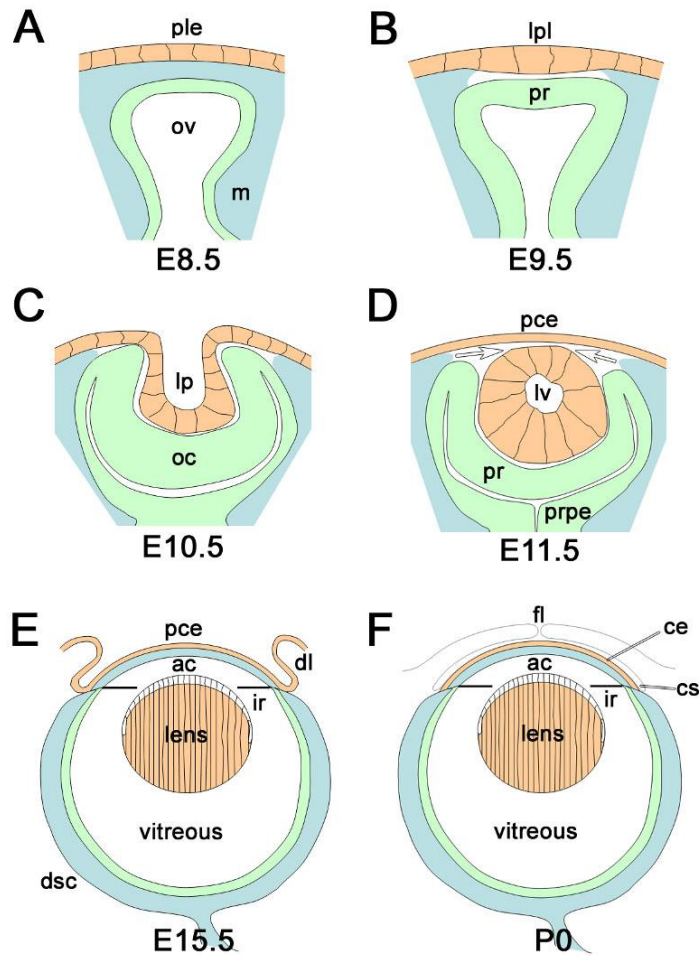 A
ple
ov
m
E8.5
B
lpl
pr
E9.5
C
lp
oc
E10.5
D
pce
lv
pr
prpe
E11.5
E
pce
dl
ac
ir
lens
vitreous
dsc
E15.5
F
fl
ce
ac
cs
ir
lens
vitreous
P0